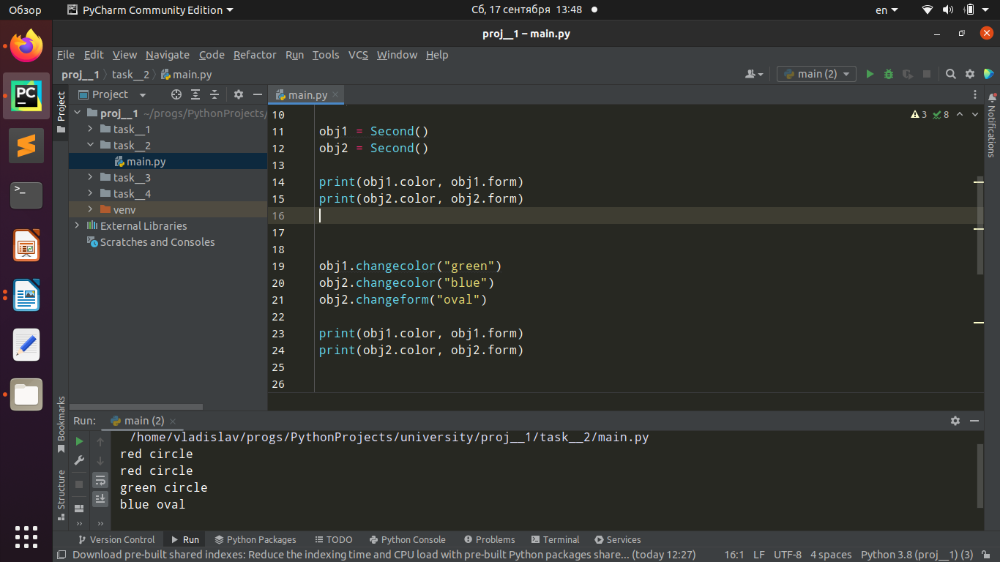 Обзор PyCharm Community Edition Сб, 17 сентября 13:48 en
proj__1 – main.py
File Edit View Navigate Code Refactor Run Tools VCS Window Help
proj__1 task__2 main.py main (2)
Project main.py
Project
proj__1 ~/progs/PythonProjects/
task__1
task__2
main.py
task__3
task__4
venv
External Libraries
Scratches and Consoles
3 8
Notifications
10
11 obj1 = Second()
12 obj2 = Second()
13
14 print(obj1.color, obj1.form)
15 print(obj2.color, obj2.form)
16
17
18
19 obj1.changecolor("green")
20 obj2.changecolor("blue")
21 obj2.changeform("oval")
22
23 print(obj1.color, obj1.form)
24 print(obj2.color, obj2.form)
25
26
Bookmarks
Structure
Run: main (2)
/home/vladislav/progs/PythonProjects/university/proj__1/task__2/main.py
red circle
red circle
green circle
blue oval
Version Control Run Python Packages TODO Python Console Problems Terminal Services
Download pre-built shared indexes: Reduce the indexing time and CPU load with pre-built Python packages share... (today 12:27) 16:1 LF UTF-8 4 spaces Python 3.8 (proj__1) (3)